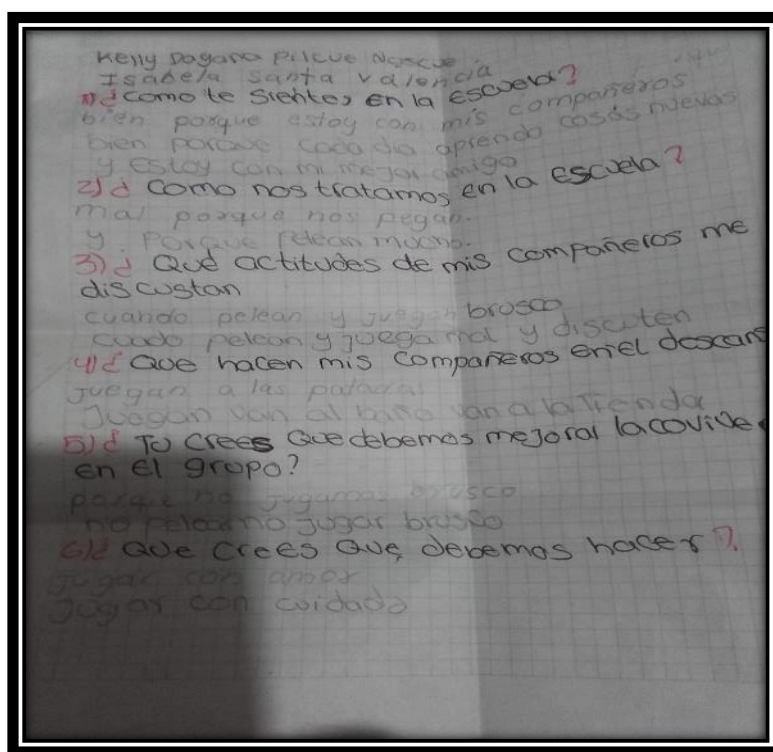 Kelly Dagana Pilcue Nascue
Isabela Santa Valencia
1) ¿como te sientes en la escuela?
bien porque estoy con mis compañeros
bien porque cada dia aprendo cosas nuevas
y estoy con mi mejor amigo
2) ¿ como nos tratamos en la escuela?
mal porque nos pegan.
y porque pelean mucho.
3) ¿ Qué actitudes de mis compañeros me
discustan
cuando pelean y juegan brusco
cuado pelean y juega mal y discuten
4) ¿ Que hacen mis compañeros en el descans
juegan a las patadas
Juegan van al baño van a la Tienda
5) ¿ Tu crees Que debemos mejoral la covive
en el grupo?
porque no jugamos brusco
no pelear no jugar brusco
6) ¿ Que crees Que debemos hacer?
jugar con amor
Jugar con cuidado